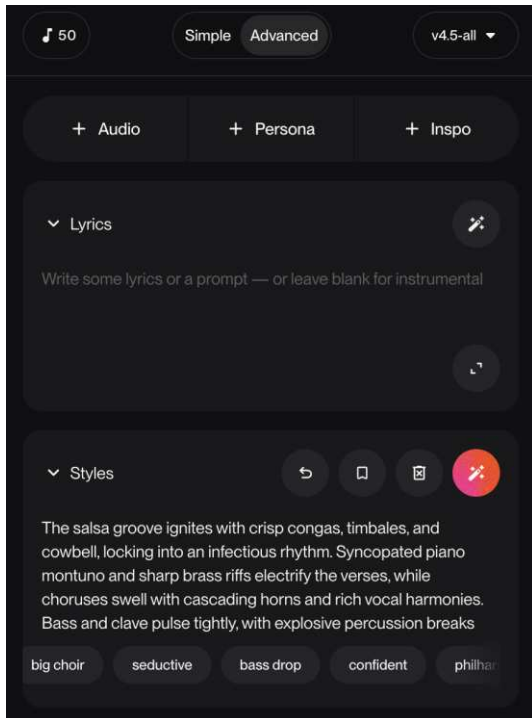 50
Simple Advanced
v4.5-all
+ Audio
+ Persona
+ Inspo
Lyrics
Write some lyrics or a prompt — or leave blank for instrumental
Styles
The salsa groove ignites with crisp congas, timbales, and
cowbell, locking into an infectious rhythm. Syncopated piano
montuno and sharp brass riffs electrify the verses, while
choruses swell with cascading horns and rich vocal harmonies.
Bass and clave pulse tightly, with explosive percussion breaks
big choir
seductive
bass drop
confident